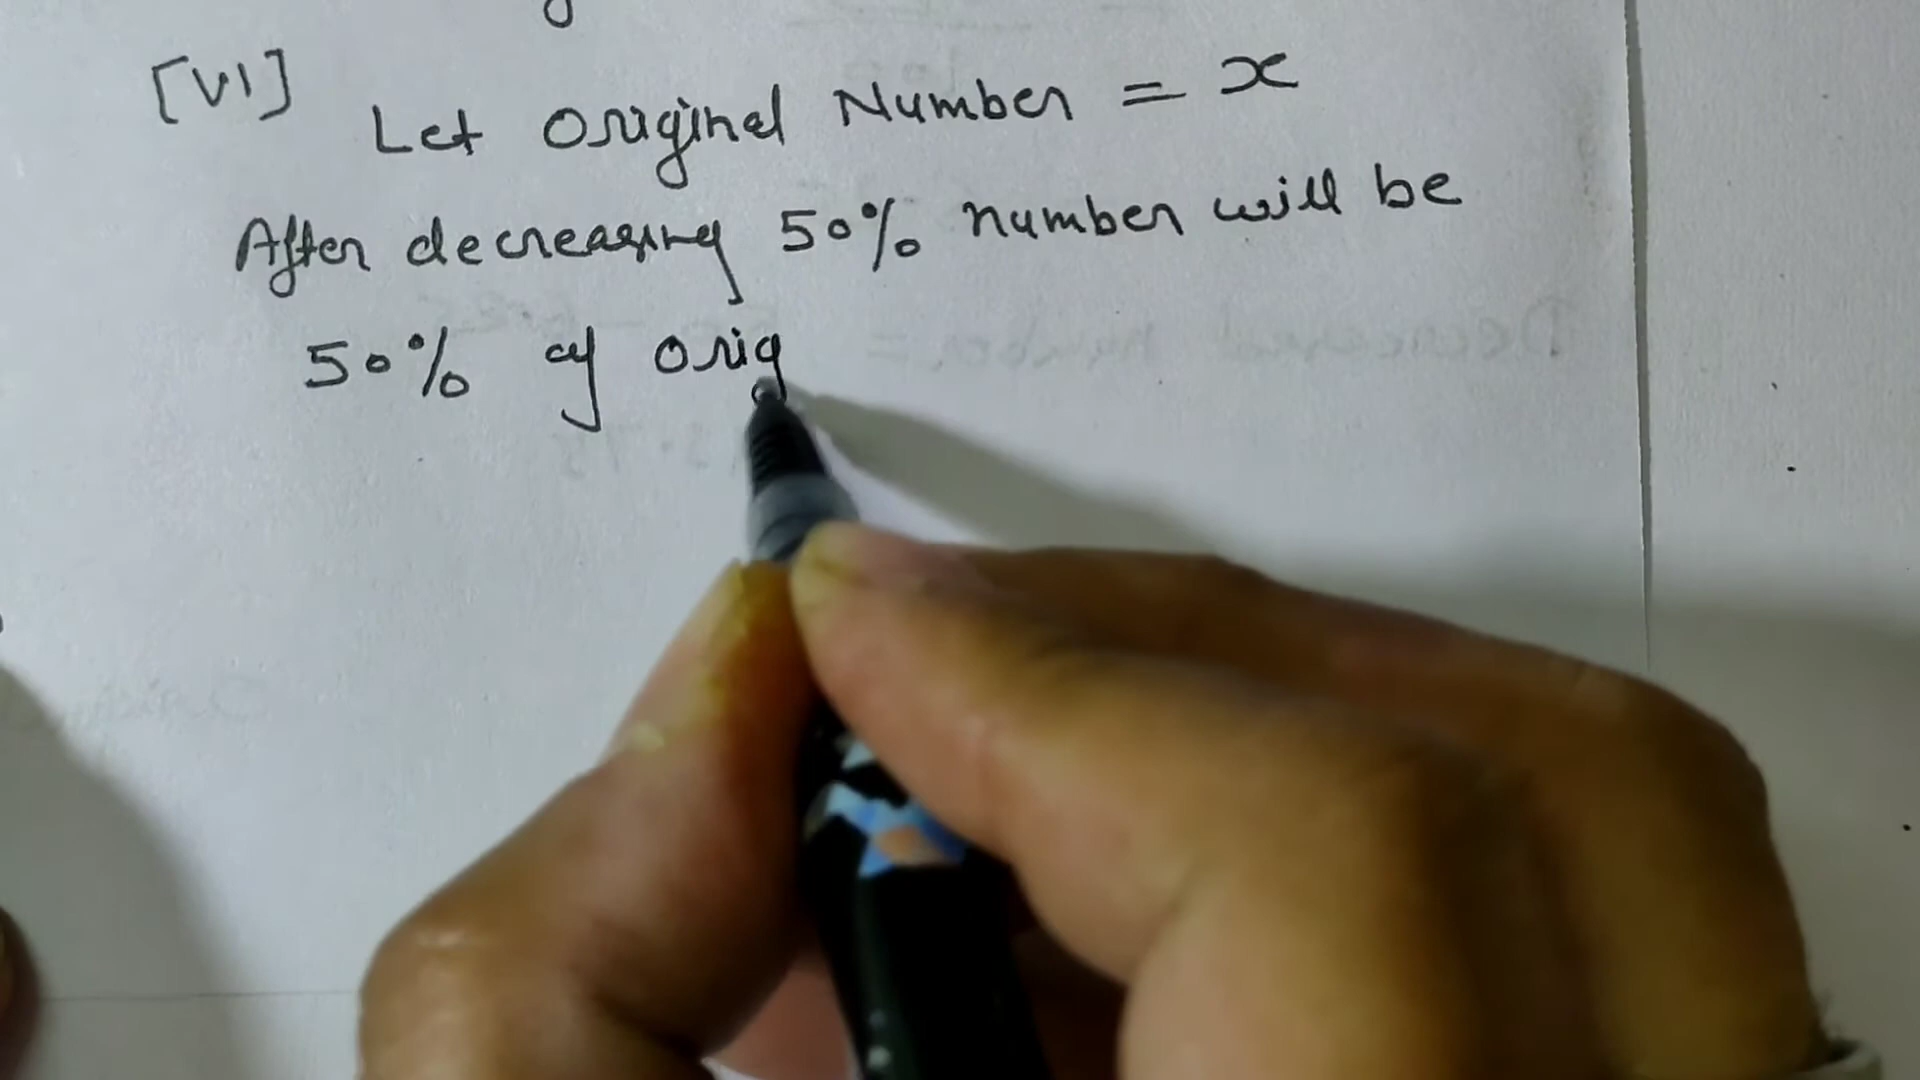 [VI] Let Original Number = x
After decreasing 50% number will be
50% of orig